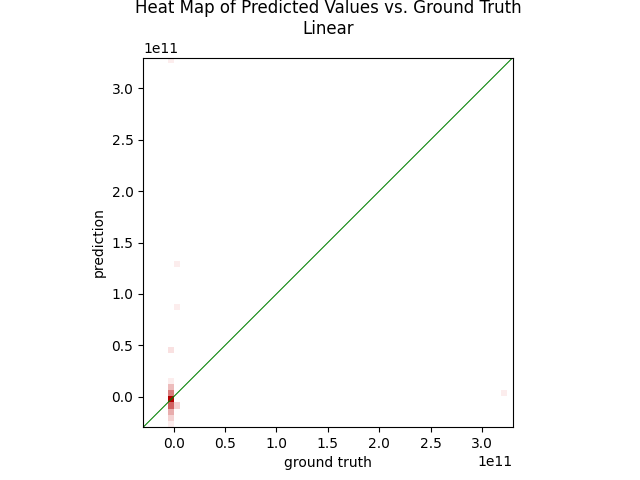 Heat Map of Predicted Values vs. Ground Truth
Linear
1e11
3.0
2.5
2.0
1.5
1.0
0.5
0.0
prediction
0.0 0.5 1.0 1.5 2.0 2.5 3.0
ground truth
1e11